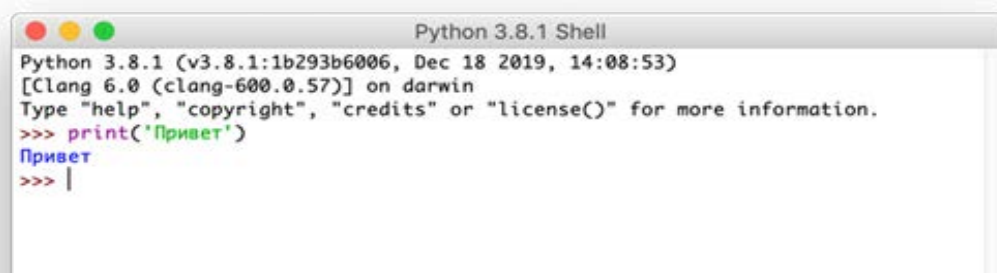 Python 3.8.1 Shell
Python 3.8.1 (v3.8.1:1b293b6006, Dec 18 2019, 14:08:53)
[Clang 6.0 (clang-600.0.57)] on darwin
Type "help", "copyright", "credits" or "license()" for more information.
>>> print('Привет')
Привет
>>>